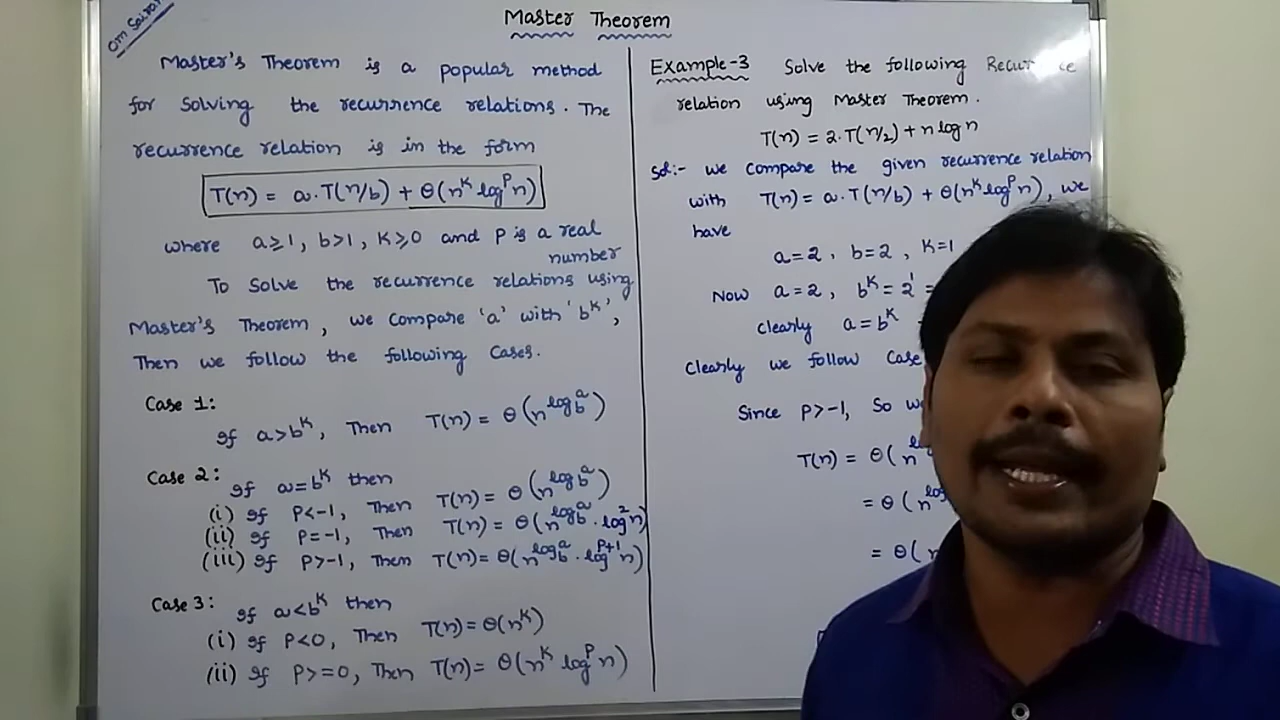 Om Sairam
Master Theorem
Master's Theorem is a popular method
for solving the recurrence relations. The
recurrence relation is in the form
T(n) = a.T(n/b) + θ(n^k log^p n)
where a≥1, b>1, k≥0 and p is a real
number
To Solve the recurrence relations using
Master's Theorem, we compare 'a' with 'b^k',
Then we follow the following Cases.
Case 1:
If a>b^k, Then T(n) = θ(n^log_b^a)
Case 2:
If a=b^k then
(i) If P<-1, Then T(n) = θ(n^log_b^a)
(ii) If P=-1, Then T(n) = θ(n^log_b^a . log^2 n)
(iii) If P>-1, Then T(n) = θ(n^log_b^a . log^p+1 n)
Case 3:
If a<b^k then
(i) If P<0, Then T(n) = θ(n^k)
(ii) If P>=0, Then T(n) = θ(n^k log^p n)
Example-3 Solve the following
relation using Master Theorem.
T(n) = 2.T(n/2) + n log n
Sol:- we compare the given recurrence relation
with T(n) = a.T(n/b) + θ(n^k log^p n), we
have
a=2, b=2, k=1
Now a=2, b^k = 2^1 =
clearly a=b^k
Clearly we follow Case
Since P>-1, So
T(n) = θ(n
= θ(n
= θ(